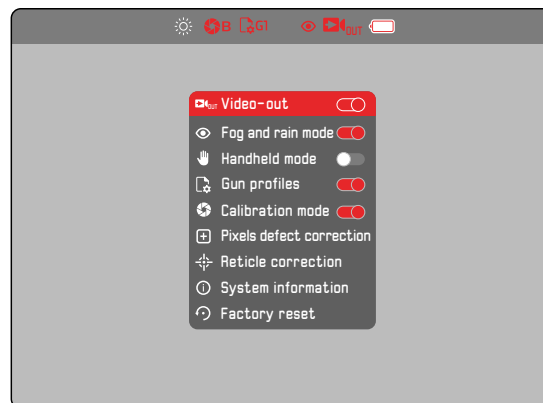 B G1 OUT
OUT Video-out
Fog and rain mode
Handheld mode
Gun profiles
Calibration mode
Pixels defect correction
Reticle correction
System information
Factory reset